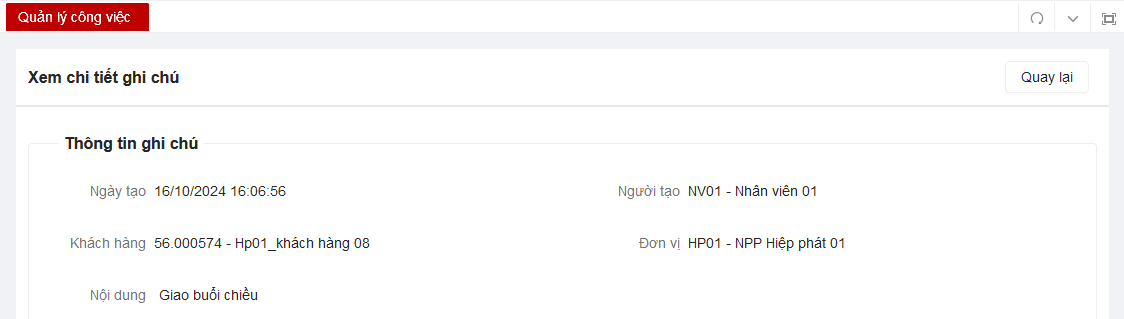 Quản lý công việc
Xem chi tiết ghi chú
Quay lại
Thông tin ghi chú
Ngày tạo 16/10/2024 16:06:56
Người tạo NV01 - Nhân viên 01
Khách hàng 56.000574 - Hp01_khách hàng 08
Đơn vị HP01 - NPP Hiệp phát 01
Nội dung Giao buổi chiều